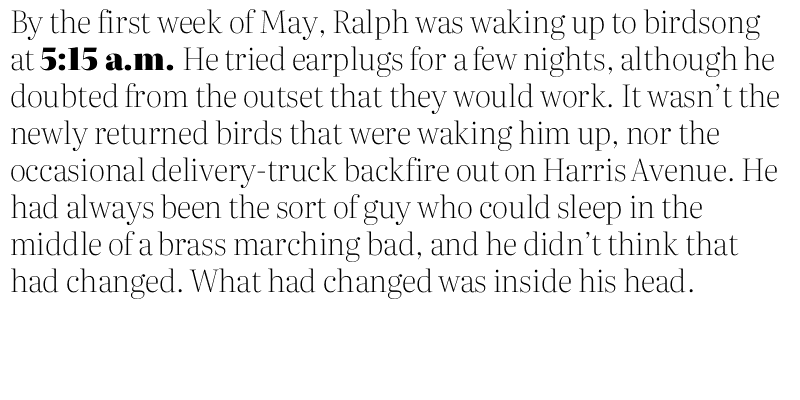 By the first week of May, Ralph was waking up to birdsong
at 5:15 a.m. He tried earplugs for a few nights, although he
doubted from the outset that they would work. It wasn’t the
newly returned birds that were waking him up, nor the
occasional delivery-truck backfire out on Harris Avenue. He
had always been the sort of guy who could sleep in the
middle of a brass marching bad, and he didn’t think that
had changed. What had changed was inside his head.